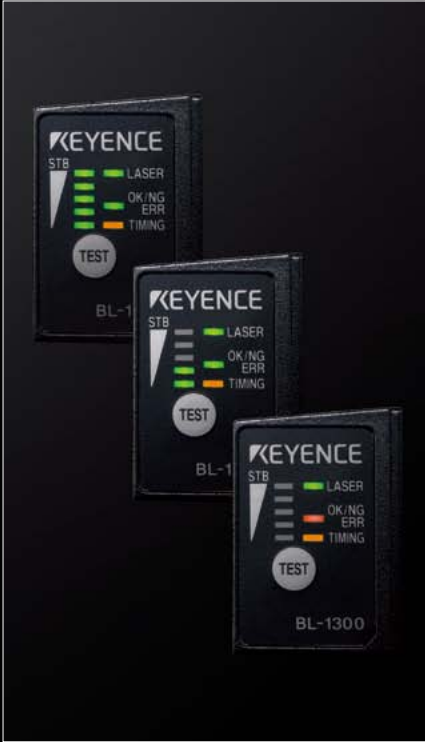 KEYENCE
STB
LASER
OK/NG
ERR
TIMING
TEST
BL-1
KEYENCE
STB
LASER
OK/NG
ERR
TIMING
TEST
BL-1
KEYENCE
STB
LASER
OK/NG
ERR
TIMING
TEST
BL-1300